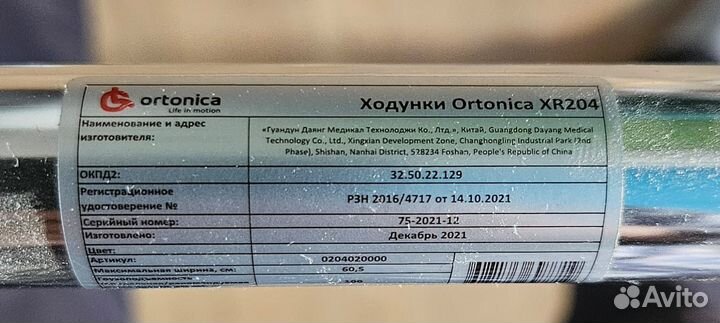 ortonica
Life in motion
Ходунки Ortonica XR204
Наименование и адрес изготовителя:
«Гуандун Даянг Медикал Технолоджи Ко., Лтд.», Китай, Guangdong Dayang Medical
Technology Co., Ltd., Xingxian Development Zone, Changhongling Industrial Park (2nd
Phase), Shishan, Nanhai District, 528234 Foshan, People's Republic of China
ОКПД2: 32.50.22.129
Регистрационное удостоверение № РЗН 2016/4717 от 14.10.2021
Серийный номер: 75-2021-12
Изготовлено: Декабрь 2021
Цвет:
Артикул: 0204020000
Максимальная ширина, см: 60,5
Грузоподъемность
100
Avito